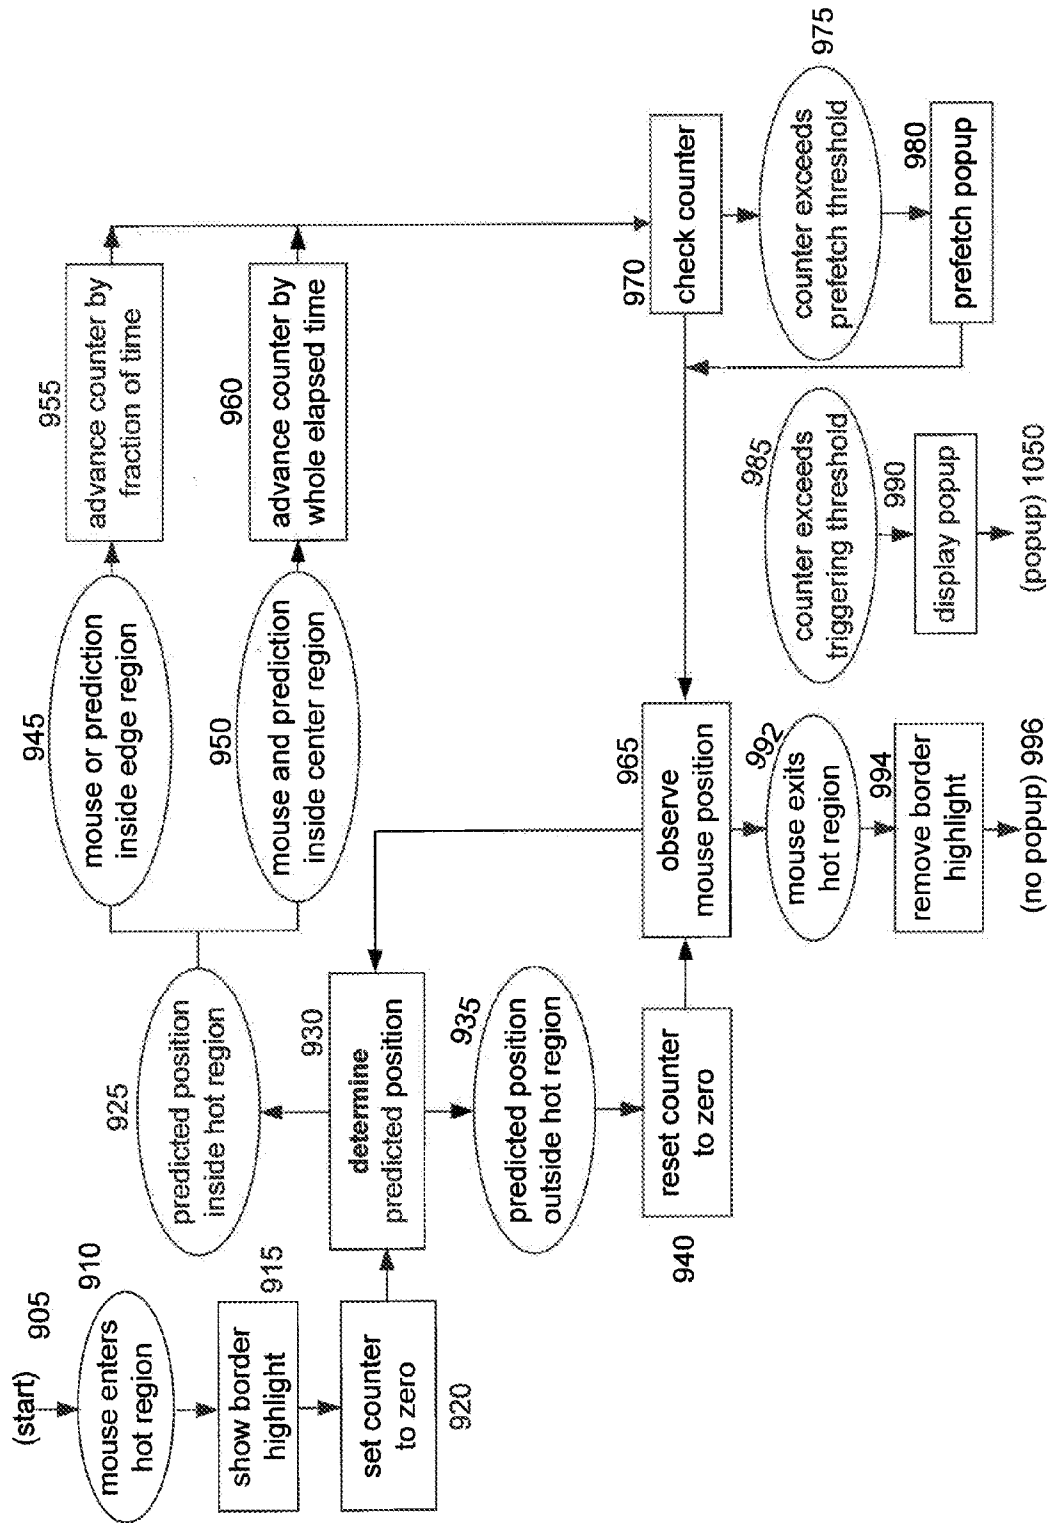 (start)
905
910
mouse enters
hot region
915
show border
highlight
set counter
to zero
920
925
predicted position
inside hot region
930
determine
predicted position
935
predicted position
outside hot region
reset counter
to zero
940
945
mouse or prediction
inside edge region
950
mouse and prediction
inside center region
955
advance counter by
fraction of time
960
advance counter by
whole elapsed time
965
observe
mouse position
992
mouse exits
hot region
994
remove border
highlight
(no popup) 996
970
check counter
975
counter exceeds
prefetch threshold
980
prefetch popup
985
counter exceeds
triggering threshold
990
display popup
(popup) 1050